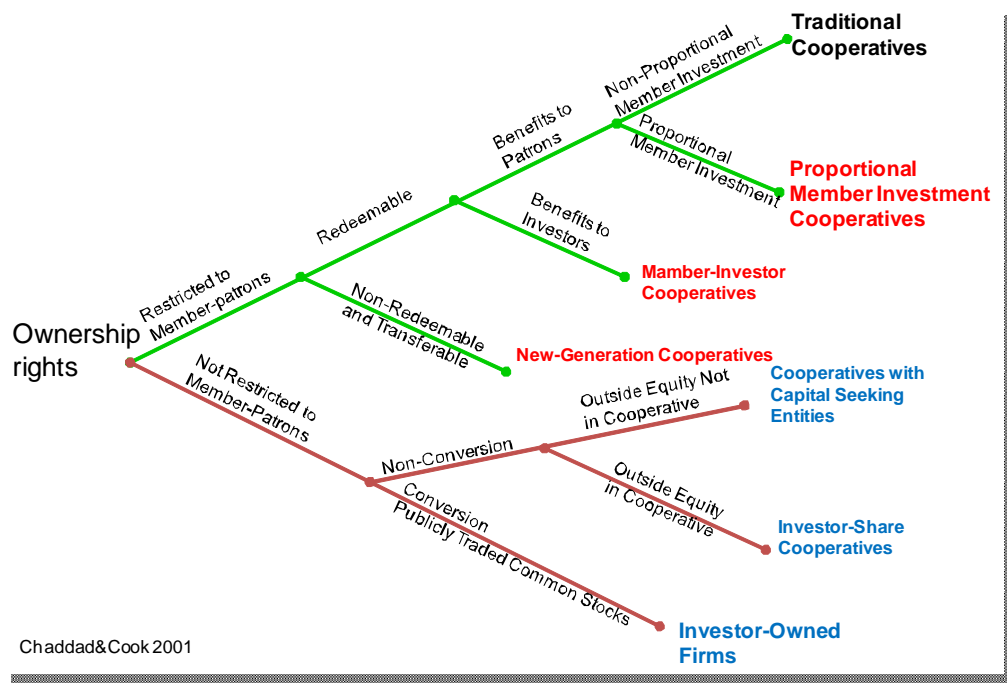 Traditional
Cooperatives
Non-Proportional
Member Investment
Proportional
Member Investment
Proportional
Member Investment
Cooperatives
Benefits to
Patrons
Benefits to
Investors
Mamber-Investor
Cooperatives
Redeemable
Non-Redeemable
and Transferable
New-Generation Cooperatives
Restricted to
Member-patrons
Ownership
rights
Not Restricted to
Member-Patrons
Non-Conversion
Outside Equity Not
in Cooperative
Cooperatives with
Capital Seeking
Entities
Outside Equity
in Cooperative
Investor-Share
Cooperatives
Conversion
Publicly Traded Common Stocks
Investor-Owned
Firms
Chaddad&Cook 2001